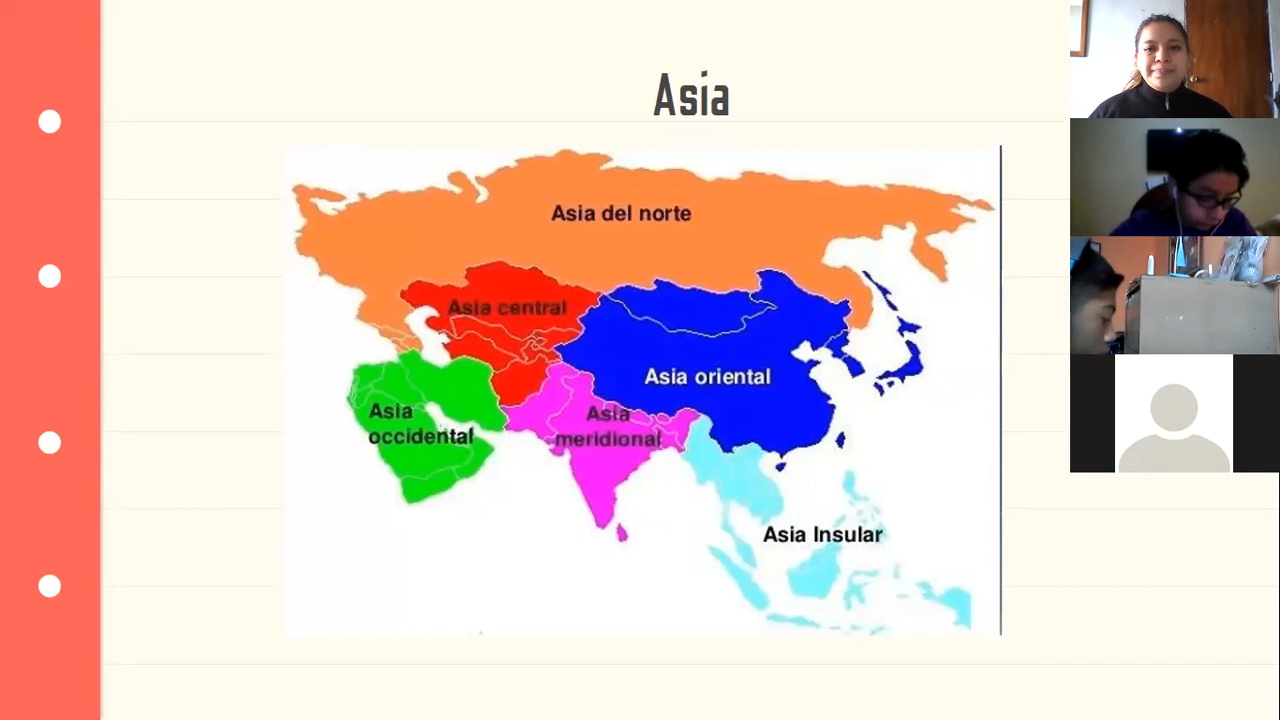 Asia
Asia del norte
Asia central
Asia oriental
Asia
occidental
Asia
meridional
Asia Insular